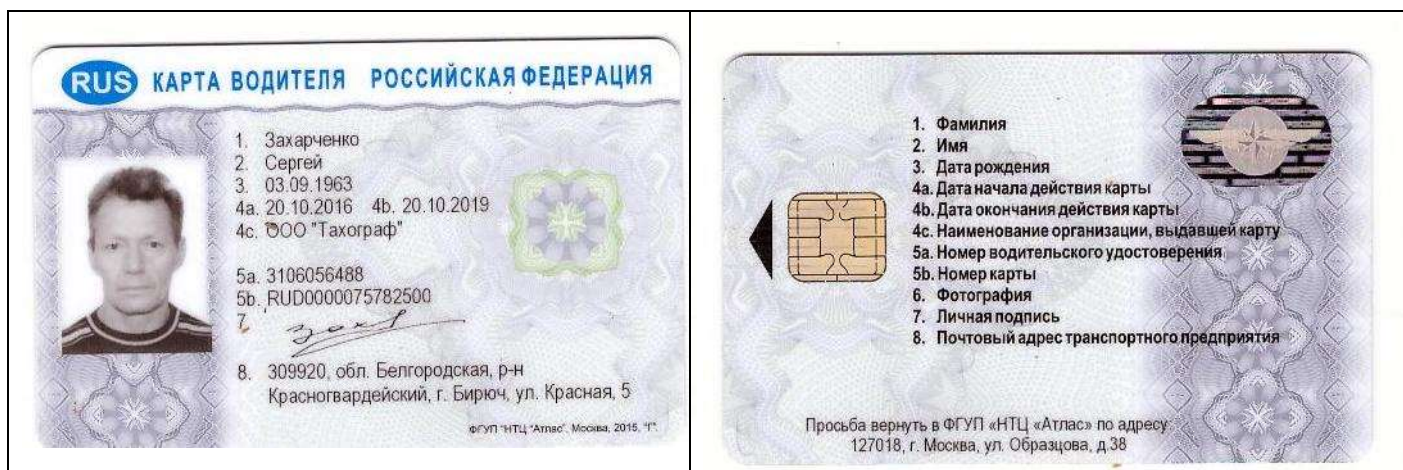 RUS КАРТА ВОДИТЕЛЯ РОССИЙСКАЯ ФЕДЕРАЦИЯ
1. Захарченко
2. Сергей
3. 03.09.1963
4a. 20.10.2016 4b. 20.10.2019
4c. ООО "Тахограф"
5a. 3106056488
5b. RUD0000075782500
7.
8. 309920, обл. Белгородская, р-н
Красногвардейский, г. Бирюч, ул. Красная, 5
ФГУП "НТЦ "Атлас", Москва, 2015, "Г".
1. Фамилия
2. Имя
3. Дата рождения
4a. Дата начала действия карты
4b. Дата окончания действия карты
4c. Наименование организации, выдавшей карту
5a. Номер водительского удостоверения
5b. Номер карты
6. Фотография
7. Личная подпись
8. Почтовый адрес транспортного предприятия
Просьба вернуть в ФГУП «НТЦ «Атлас» по адресу:
127018, г. Москва, ул. Образцова, д.38